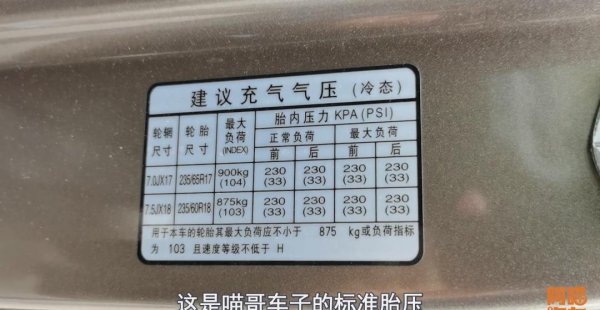 建议充气气压(冷态)
轮辋尺寸 轮胎尺寸 最大负荷(INDEX) 胎内压力 KPA(PSI)
正常负荷 最大负荷
前 后 前 后
7.0JX17 235/65R17 900kg(104) 230(33) 230(33) 230(33) 230(33)
7.5JX18 235/60R18 875kg(103) 230(33) 230(33) 230(33) 230(33)
用于本车的轮胎其最大负荷应不小于 875 kg或负荷指标
为 103 且速度等级不低于 H
这是喵哥车子的标准胎压